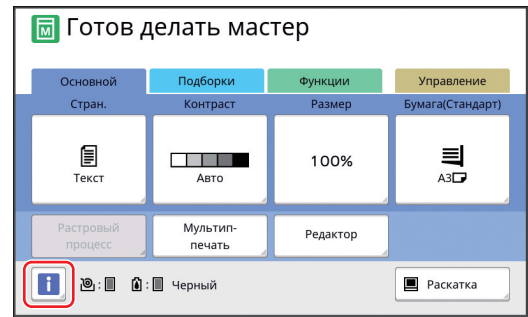 M Готов делать мастер
Основной Подборки Функции Управление
Стран. Контраст Размер Бумага(Стандарт)
Текст Авто 100% A3
Растровый
процесс
Мультип-
печать
Редактор
i : : Черный Раскатка